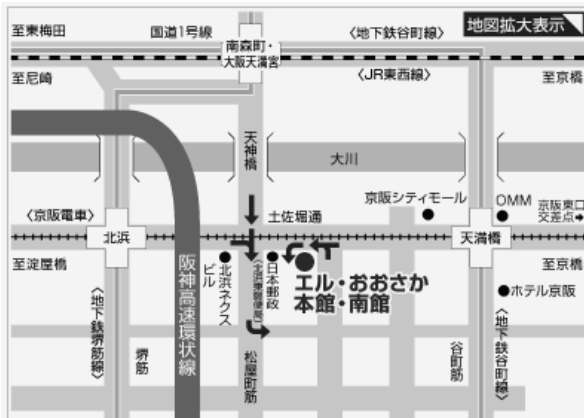 地図拡大表示
至東梅田
国道1号線
〈地下鉄谷町線〉
南森町・
大阪天満宮
至尼崎
〈JR東西線〉
至京橋
天神橋
大川
京阪シティモール
OMM
京阪東口
交差点➡
〈京阪電車〉
土佐堀通
北浜
天満橋
至淀屋橋
至京橋
阪神高速環状線
北浜ネクス
ビル
〈北浜東郵便局〉
日本郵政
エル・おおさか
本館・南館
ホテル京阪
〈地下鉄堺筋線〉
堺筋
松屋町筋
谷町筋
〈地下鉄谷町線〉